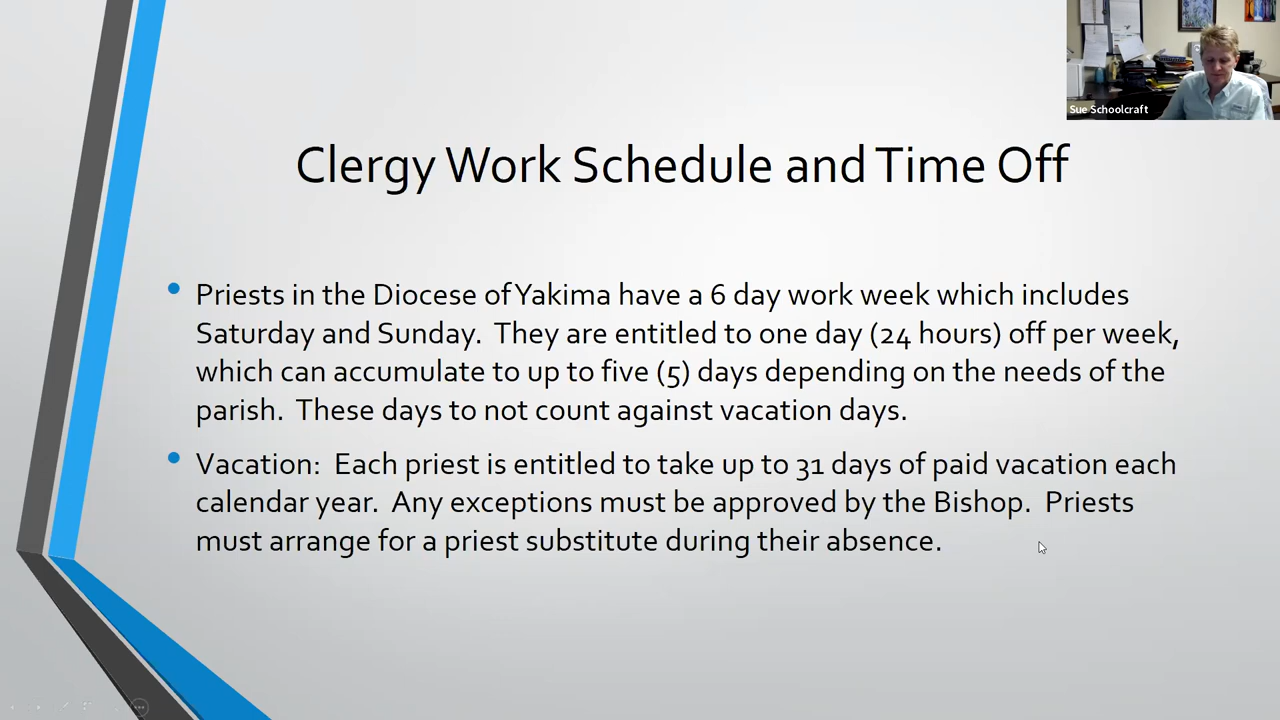 Sue Schoolcraft
Clergy Work Schedule and Time Off
• Priests in the Diocese of Yakima have a 6 day work week which includes
Saturday and Sunday. They are entitled to one day (24 hours) off per week,
which can accumulate to up to five (5) days depending on the needs of the
parish. These days to not count against vacation days.
• Vacation: Each priest is entitled to take up to 31 days of paid vacation each
calendar year. Any exceptions must be approved by the Bishop. Priests
must arrange for a priest substitute during their absence.